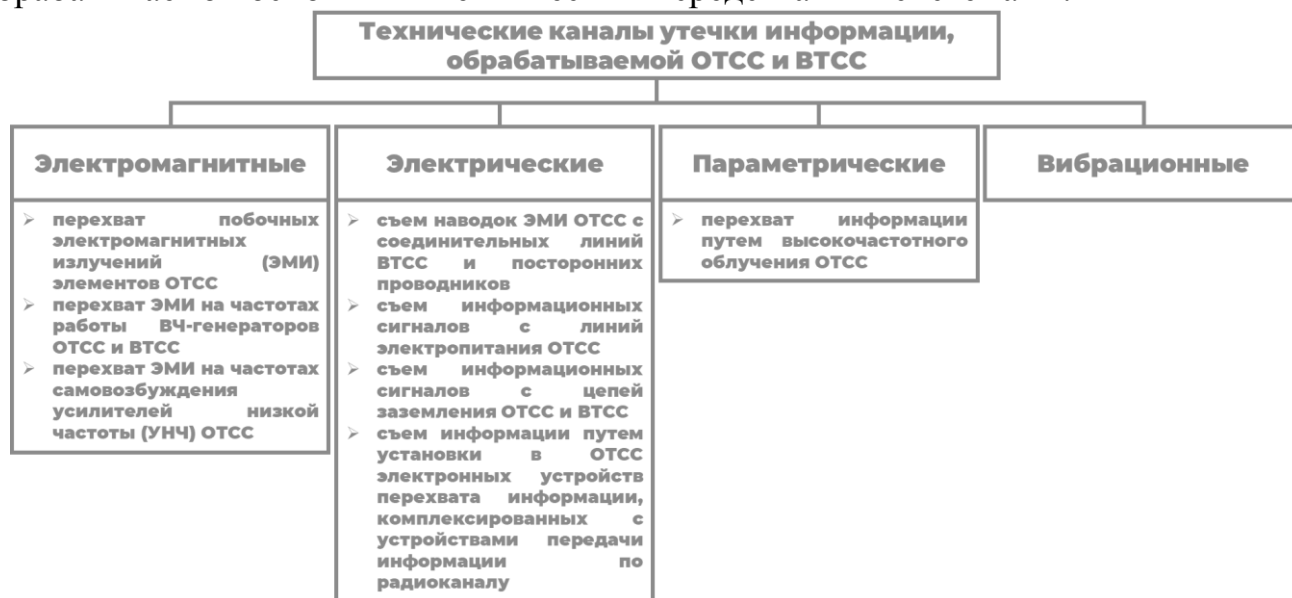 Технические каналы утечки информации,
обрабатываемой ОТСС и ВТСС
Электромагнитные
➢ перехват побочных
электромагнитных
излучений (ЭМИ)
элементов ОТСС
➢ перехват ЭМИ на частотах
работы ВЧ-генераторов
ОТСС и ВТСС
➢ перехват ЭМИ на частотах
самовозбуждения
усилителей низкой
частоты (УНЧ) ОТСС
Электрические
➢ съем наводок ЭМИ ОТСС с
соединительных линий
ВТСС и посторонних
проводников
➢ съем информационных
сигналов с линий
электропитания ОТСС
➢ съем информационных
сигналов с цепей
заземления ОТСС и ВТСС
➢ съем информации путем
установки в ОТСС
электронных устройств
перехвата информации,
комплексированных с
устройствами передачи
информации по
радиоканалу
Параметрические
➢ перехват информации
путем высокочастотного
облучения ОТСС
Вибрационные